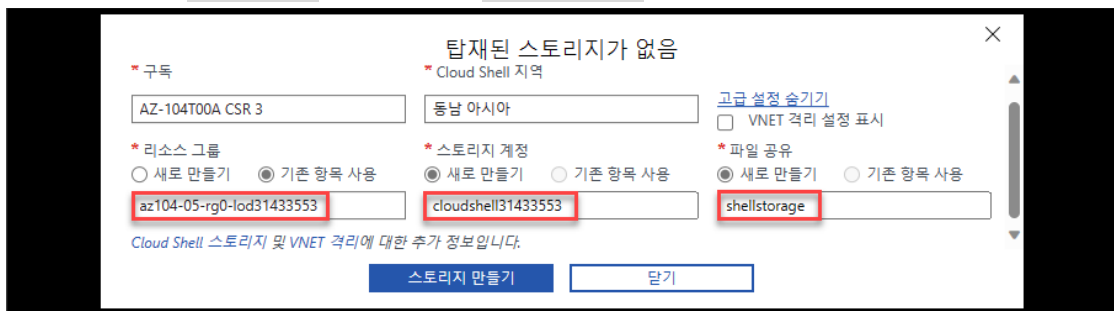 탑재된 스토리지가 없음
* 구독
* Cloud Shell 지역
AZ-104T00A CSR 3
동남 아시아
고급 설정 숨기기
VNET 격리 설정 표시
* 리소스 그룹
* 스토리지 계정
* 파일 공유
새로 만들기 기존 항목 사용
새로 만들기 기존 항목 사용
새로 만들기 기존 항목 사용
az104-05-rg0-lod31433553
cloudshell31433553
shellstorage
Cloud Shell 스토리지 및 VNET 격리에 대한 추가 정보입니다.
스토리지 만들기
닫기